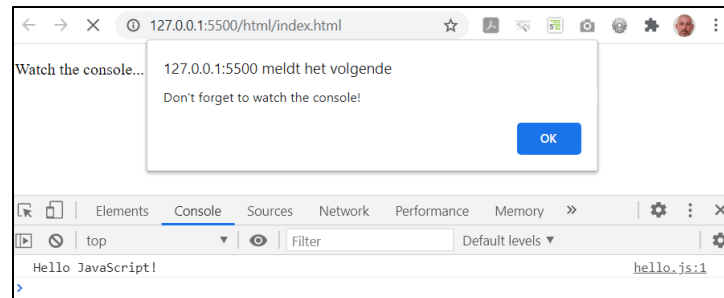 127.0.0.1:5500/html/index.html
Watch the console...
127.0.0.1:5500 meldt het volgende
Don't forget to watch the console!
OK
Elements Console Sources Network Performance Memory »
top Filter Default levels
Hello JavaScript! hello.js:1
>